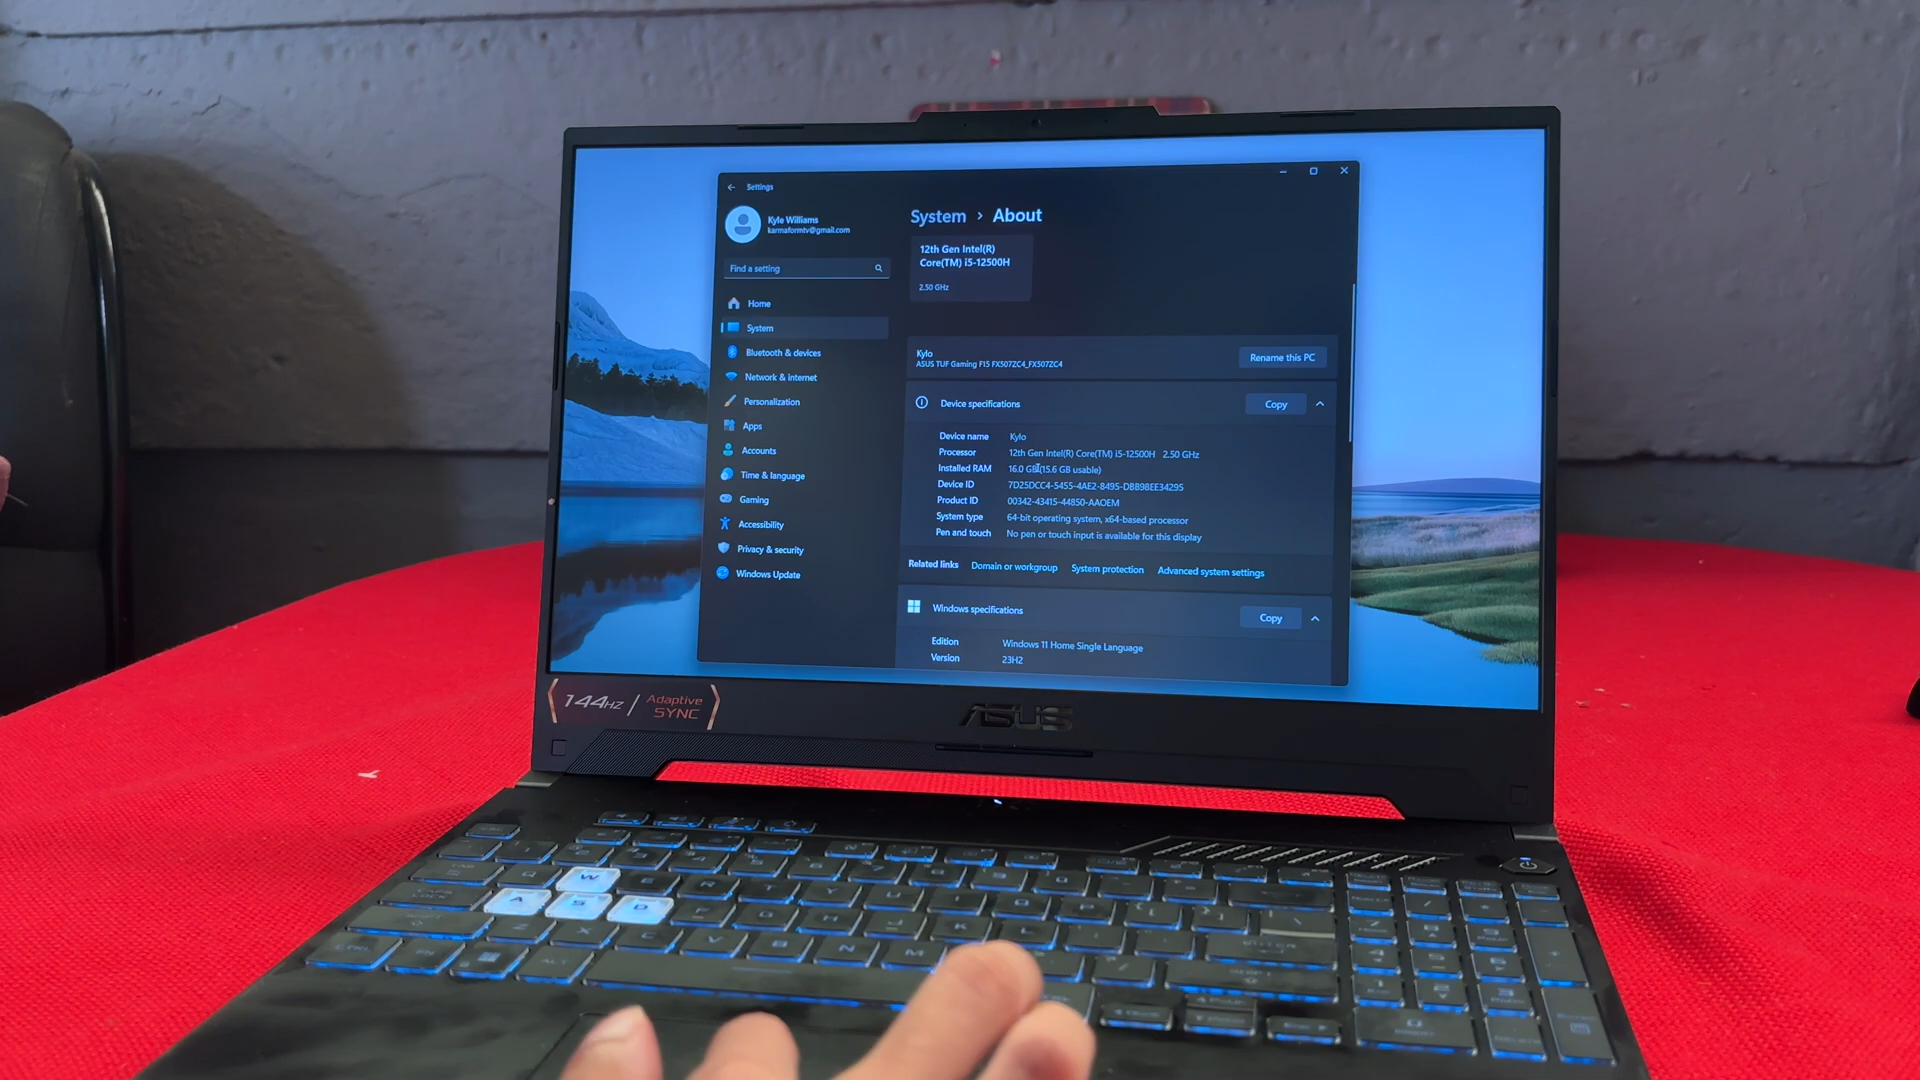 Settings
Kyle Williams
karmaformtv@gmail.com
Find a setting
Home
System
Bluetooth & devices
Network & internet
Personalization
Apps
Accounts
Time & language
Gaming
Accessibility
Privacy & security
Windows Update
System > About
12th Gen Intel(R)
Core(TM) i5-12500H
2.50 GHz
Kylo
ASUS TUF Gaming F15 FX507ZC4_FX507ZC4
Rename this PC
Device specifications
Copy
Device name Kylo
Processor 12th Gen Intel(R) Core(TM) i5-12500H 2.50 GHz
Installed RAM 16.0 GB (15.6 GB usable)
Device ID 7D25DCC4-5455-4AE2-8495-DBB98EE34295
Product ID 00342-43415-44850-AAOEM
System type 64-bit operating system, x64-based processor
Pen and touch No pen or touch input is available for this display
Related links Domain or workgroup System protection Advanced system settings
Windows specifications
Copy
Edition Windows 11 Home Single Language
Version 23H2
144HZ / Adaptive
SYNC
ASUS
Q W E R T Y
A S D F G H K L
Z X C V B N M
ALT